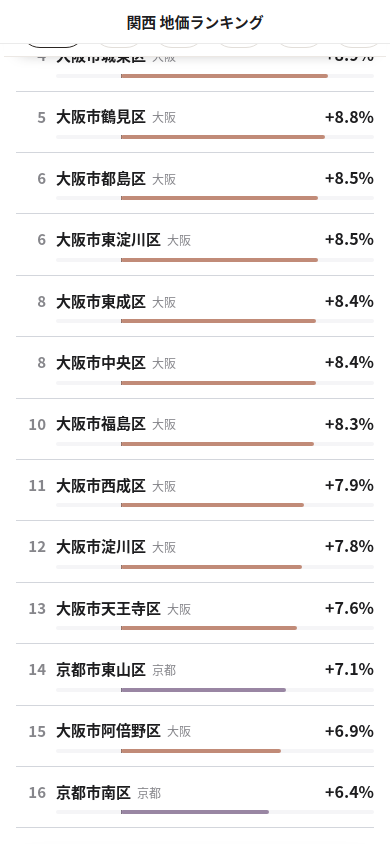 関西 地価ランキング
5 大阪市鶴見区 大阪 +8.8%
6 大阪市都島区 大阪 +8.5%
6 大阪市東淀川区 大阪 +8.5%
8 大阪市東成区 大阪 +8.4%
8 大阪市中央区 大阪 +8.4%
10 大阪市福島区 大阪 +8.3%
11 大阪市西成区 大阪 +7.9%
12 大阪市淀川区 大阪 +7.8%
13 大阪市天王寺区 大阪 +7.6%
14 京都市東山区 京都 +7.1%
15 大阪市阿倍野区 大阪 +6.9%
16 京都市南区 京都 +6.4%